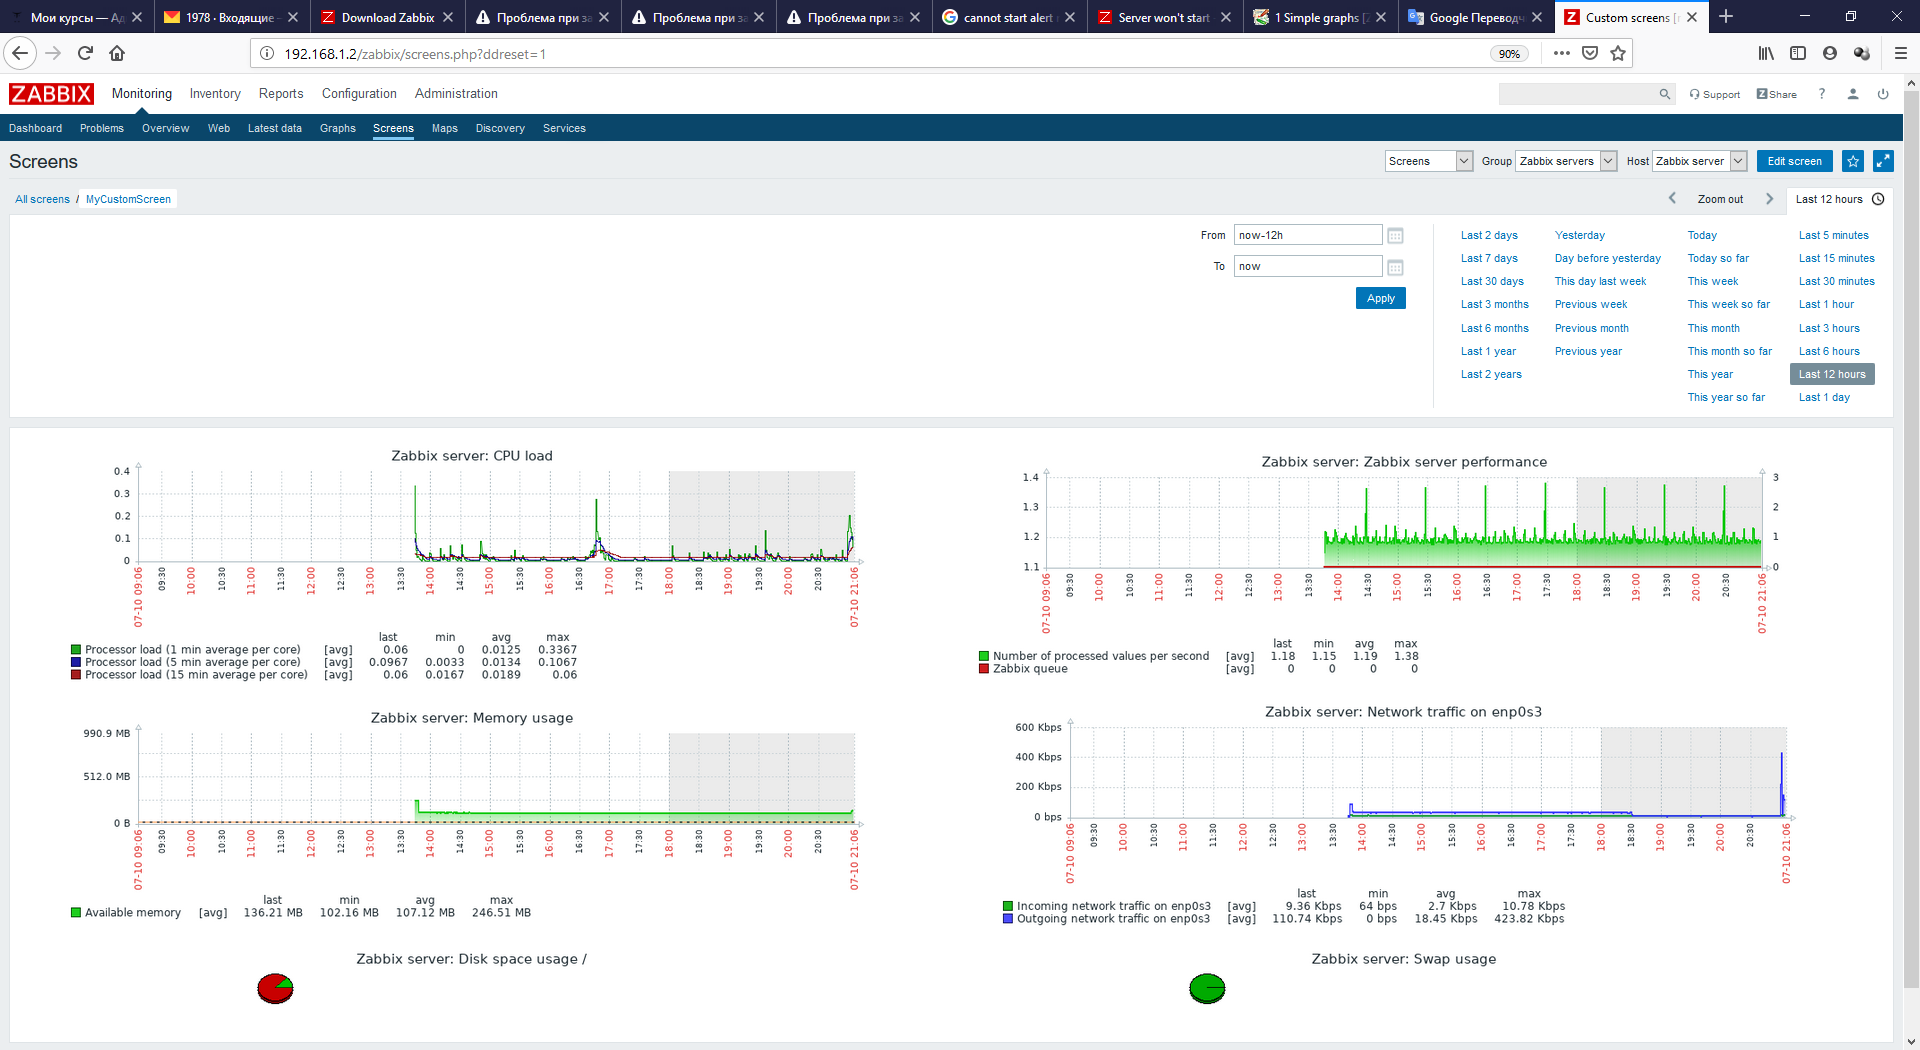 Мои курсы — Ад
1978 · Входящие -
Download Zabbix
Проблема при за
Проблема при за
Проблема при за
cannot start alert
Server won't start
1 Simple graphs [Z
Google Переводч
Custom screens [
192.168.1.2/zabbix/screens.php?ddreset=1
90%
ZABBIX
Monitoring Inventory Reports Configuration Administration
Support Share ?
Dashboard Problems Overview Web Latest data Graphs Screens Maps Discovery Services
Screens
Screens Group Zabbix servers Host Zabbix server Edit screen
All screens / MyCustomScreen
Zoom out Last 12 hours
From now-12h
To now
Apply
Last 2 days Yesterday Today Last 5 minutes
Last 7 days Day before yesterday Today so far Last 15 minutes
Last 30 days This day last week This week Last 30 minutes
Last 3 months Previous week This week so far Last 1 hour
Last 6 months Previous month This month Last 3 hours
Last 1 year Previous year This month so far Last 6 hours
Last 2 years This year Last 12 hours
This year so far Last 1 day
Zabbix server: CPU load
0.4
0.3
0.2
0.1
0
07-10 09:06 09:30 10:00 10:30 11:00 11:30 12:00 12:30 13:00 13:30 14:00 14:30 15:00 15:30 16:00 16:30 17:00 17:30 18:00 18:30 19:00 19:30 20:00 20:30 07-10 21:06
last min avg max
Processor load (1 min average per core) [avg] 0.06 0 0.0125 0.3367
Processor load (5 min average per core) [avg] 0.0967 0.0033 0.0134 0.1067
Processor load (15 min average per core) [avg] 0.06 0.0167 0.0189 0.06
Zabbix server: Zabbix server performance
1.4 3
1.3 2
1.2 1
1.1 0
07-10 09:06 09:30 10:00 10:30 11:00 11:30 12:00 12:30 13:00 13:30 14:00 14:30 15:00 15:30 16:00 16:30 17:00 17:30 18:00 18:30 19:00 19:30 20:00 20:30 07-10 21:06
last min avg max
Number of processed values per second [avg] 1.18 1.15 1.19 1.38
Zabbix queue [avg] 0 0 0 0
Zabbix server: Memory usage
990.9 MB
512.0 MB
0 B
07-10 09:06 09:30 10:00 10:30 11:00 11:30 12:00 12:30 13:00 13:30 14:00 14:30 15:00 15:30 16:00 16:30 17:00 17:30 18:00 18:30 19:00 19:30 20:00 20:30 07-10 21:06
last min avg max
Available memory [avg] 136.21 MB 102.16 MB 107.12 MB 246.51 MB
Zabbix server: Network traffic on enp0s3
600 Kbps
400 Kbps
200 Kbps
0 bps
07-10 09:06 09:30 10:00 10:30 11:00 11:30 12:00 12:30 13:00 13:30 14:00 14:30 15:00 15:30 16:00 16:30 17:00 17:30 18:00 18:30 19:00 19:30 20:00 20:30 07-10 21:06
last min avg max
Incoming network traffic on enp0s3 [avg] 9.36 Kbps 64 bps 2.7 Kbps 10.78 Kbps
Outgoing network traffic on enp0s3 [avg] 110.74 Kbps 0 bps 18.45 Kbps 423.82 Kbps
Zabbix server: Disk space usage /
Zabbix server: Swap usage